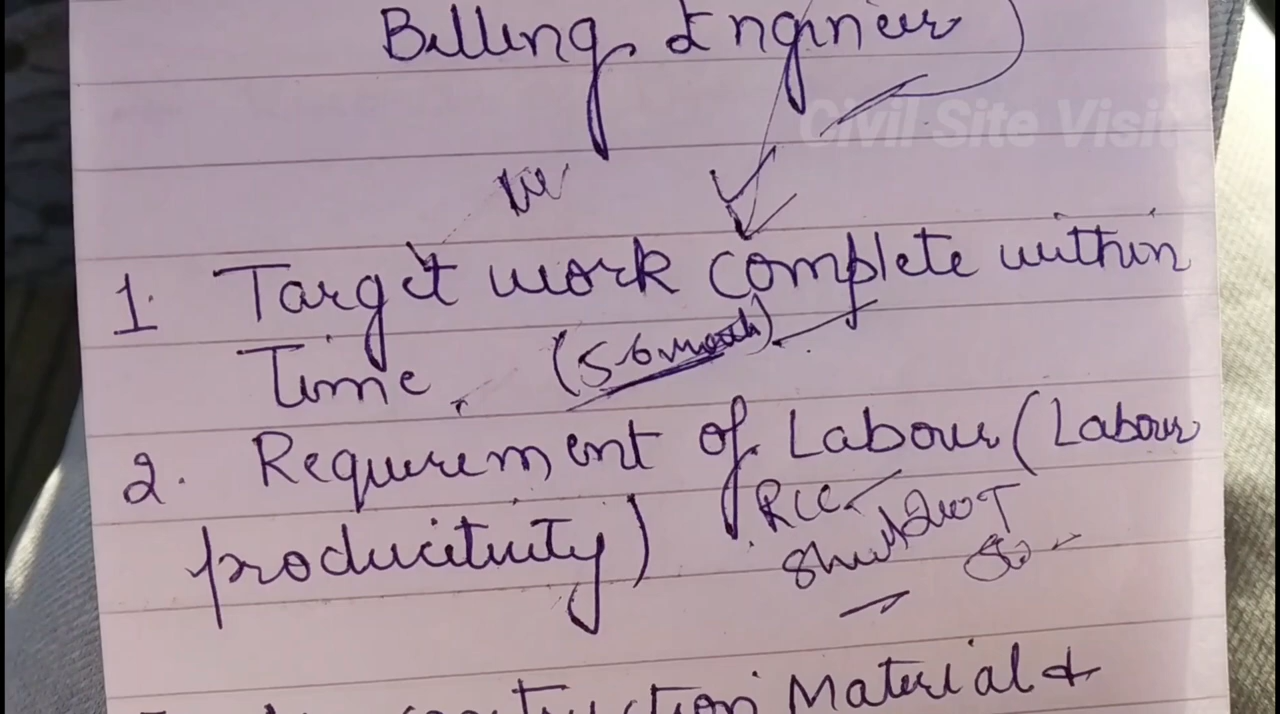 Billing Engineer
Civil Site Visit
1. Target work complete within
Time. (5-6 month)
2. Requirement of Labour (Labour
productivity)
RCC
construction Material &